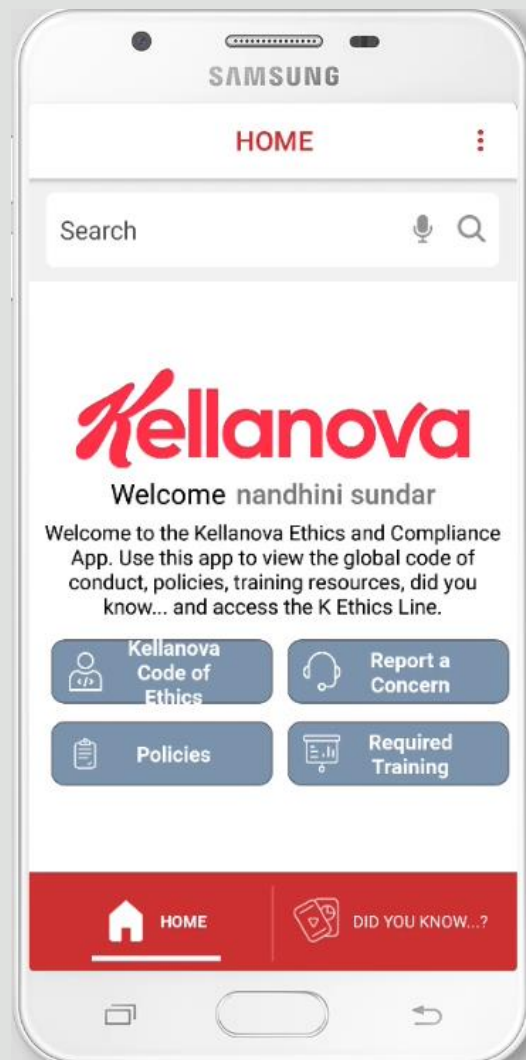 SAMSUNG
HOME
Search
Kellanova
Welcome nandhini sundar
Welcome to the Kellanova Ethics and Compliance
App. Use this app to view the global code of
conduct, policies, training resources, did you
know... and access the K Ethics Line.
Kellanova
Code of
Ethics
Report a
Concern
Policies
Required
Training
HOME
DID YOU KNOW...?